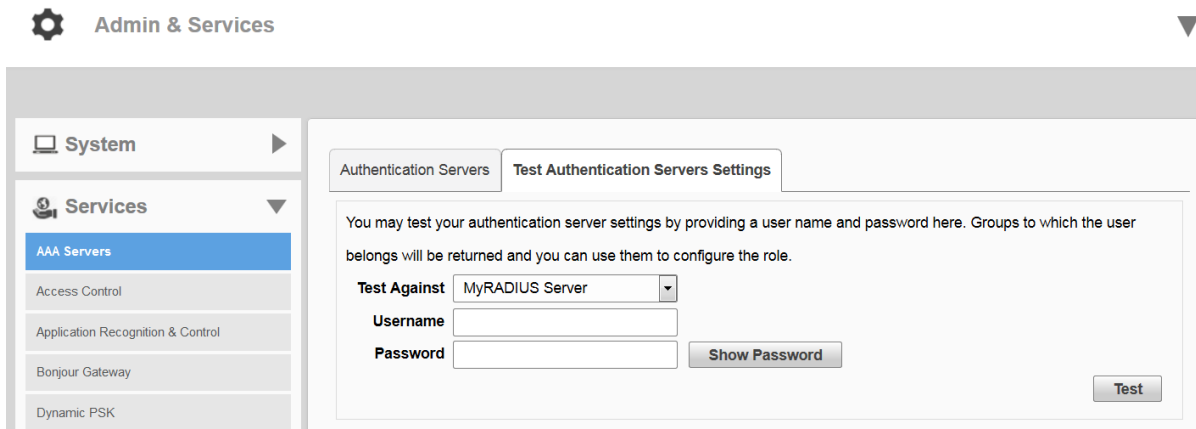 Admin & Services
System
Services
AAA Servers
Access Control
Application Recognition & Control
Bonjour Gateway
Dynamic PSK
Authentication Servers
Test Authentication Servers Settings
You may test your authentication server settings by providing a user name and password here. Groups to which the user
belongs will be returned and you can use them to configure the role.
Test Against MyRADIUS Server
Username
Password Show Password
Test